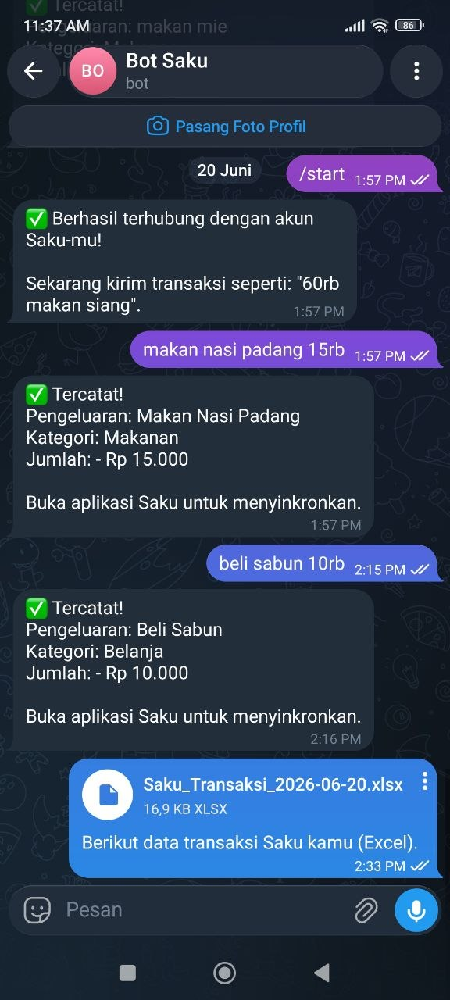 Tercatat!
11:37 AM
Pengeluaran: makan mie
86
BO
Bot Saku
bot
Pasang Foto Profil
20 Juni
/start 1:57 PM
Berhasil terhubung dengan akun
Saku-mu!
Sekarang kirim transaksi seperti: "60rb
makan siang".
1:57 PM
makan nasi padang 15rb 1:57 PM
Tercatat!
Pengeluaran: Makan Nasi Padang
Kategori: Makanan
Jumlah: - Rp 15.000
Buka aplikasi Saku untuk menyinkronkan.
1:57 PM
beli sabun 10rb 2:15 PM
Tercatat!
Pengeluaran: Beli Sabun
Kategori: Belanja
Jumlah: - Rp 10.000
Buka aplikasi Saku untuk menyinkronkan.
2:16 PM
Saku_Transaksi_2026-06-20.xlsx
16,9 KB XLSX
Berikut data transaksi Saku kamu (Excel).
2:33 PM
Pesan